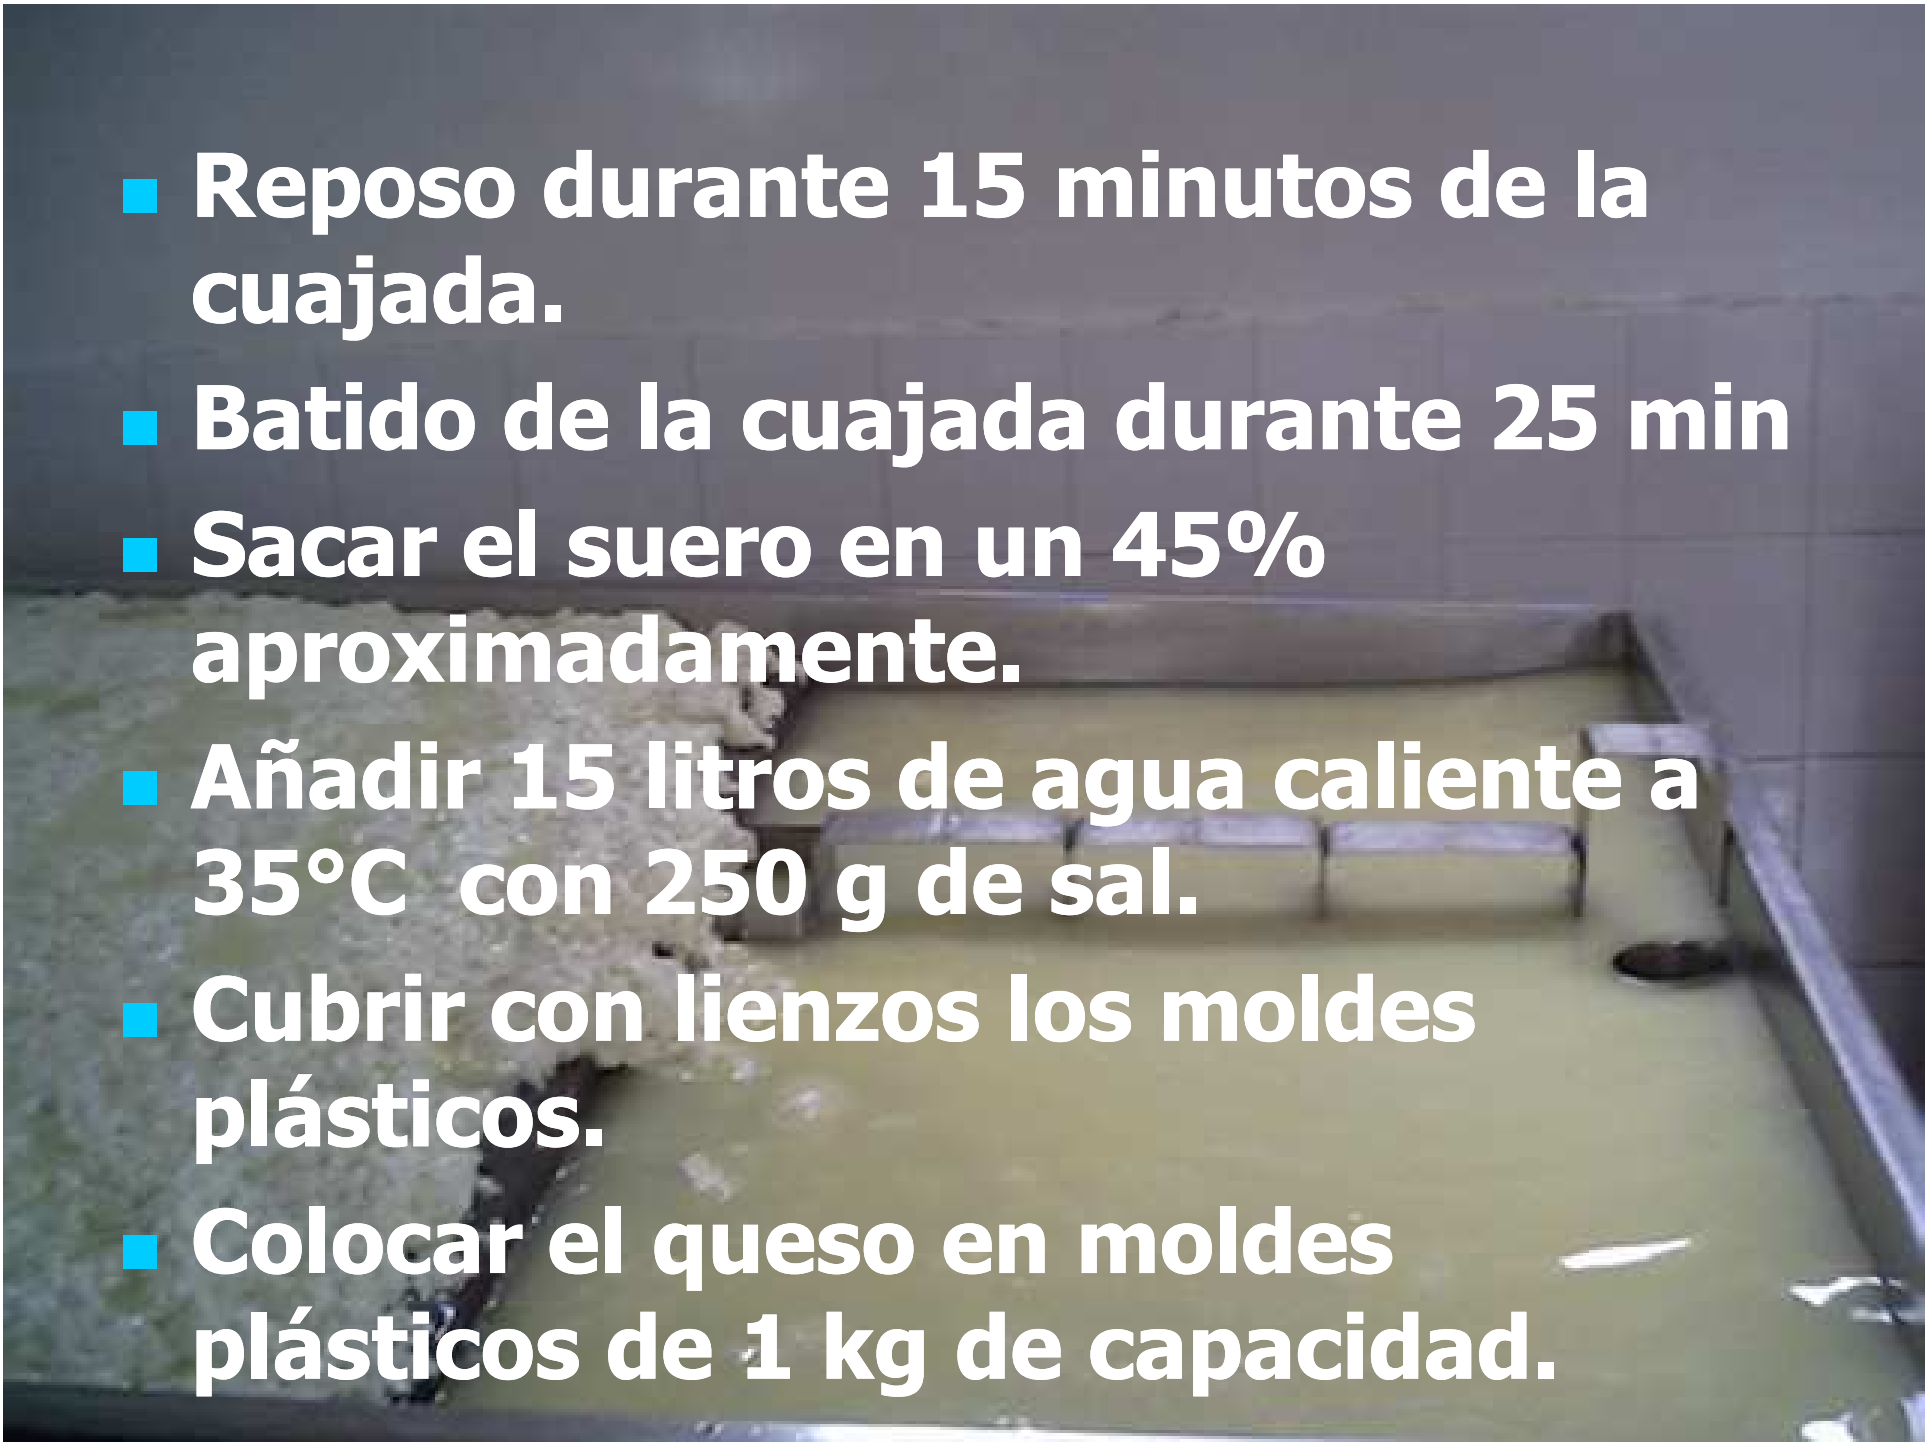 Reposo durante 15 minutos de la
cuajada.
Batido de la cuajada durante 25 min
Sacar el suero en un 45%
aproximadamente.
Añadir 15 litros de agua caliente a
35°C con 250 g de sal.
Cubrir con lienzos los moldes
plásticos.
Colocar el queso en moldes
plásticos de 1 kg de capacidad.